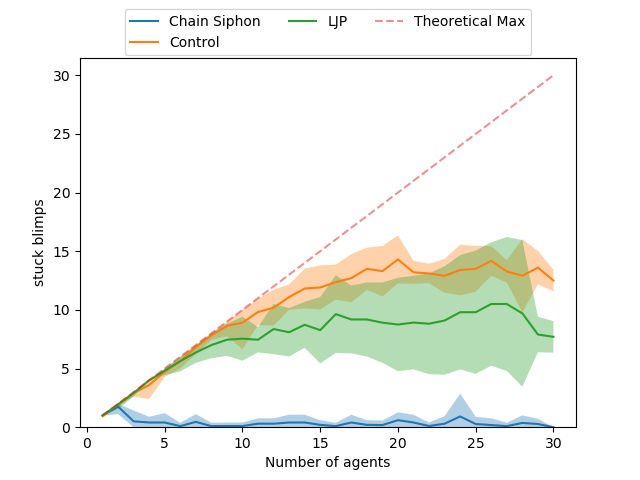 Chain Siphon
Control
LJP
Theoretical Max
30
25
20
15
10
5
0
stuck blimps
0 5 10 15 20 25 30
Number of agents